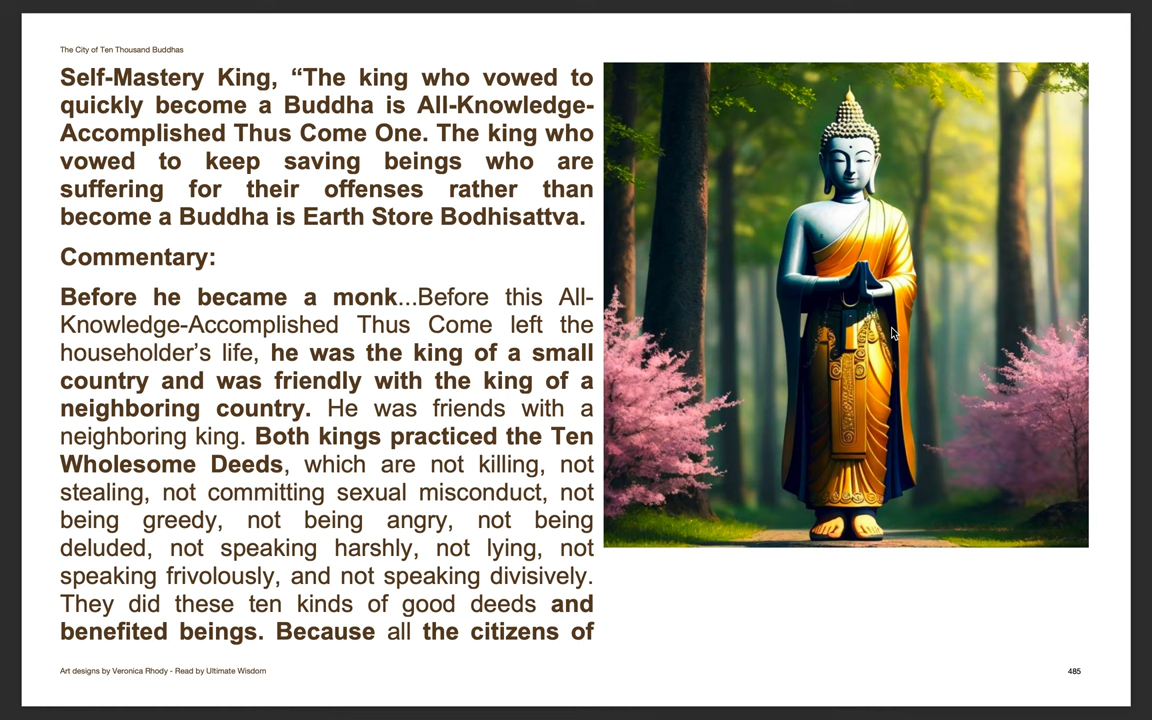 The City of Ten Thousand Buddhas
Self-Mastery King, “The king who vowed to
quickly become a Buddha is All-Knowledge-
Accomplished Thus Come One. The king who
vowed to keep saving beings who are
suffering for their offenses rather than
become a Buddha is Earth Store Bodhisattva.
Commentary:
Before he became a monk...Before this All-
Knowledge-Accomplished Thus Come left the
householder’s life, he was the king of a small
country and was friendly with the king of a
neighboring country. He was friends with a
neighboring king. Both kings practiced the Ten
Wholesome Deeds, which are not killing, not
stealing, not committing sexual misconduct, not
being greedy, not being angry, not being
deluded, not speaking harshly, not lying, not
speaking frivolously, and not speaking divisively.
They did these ten kinds of good deeds and
benefited beings. Because all the citizens of
Art designs by Veronica Rhody - Read by Ultimate Wisdom
485